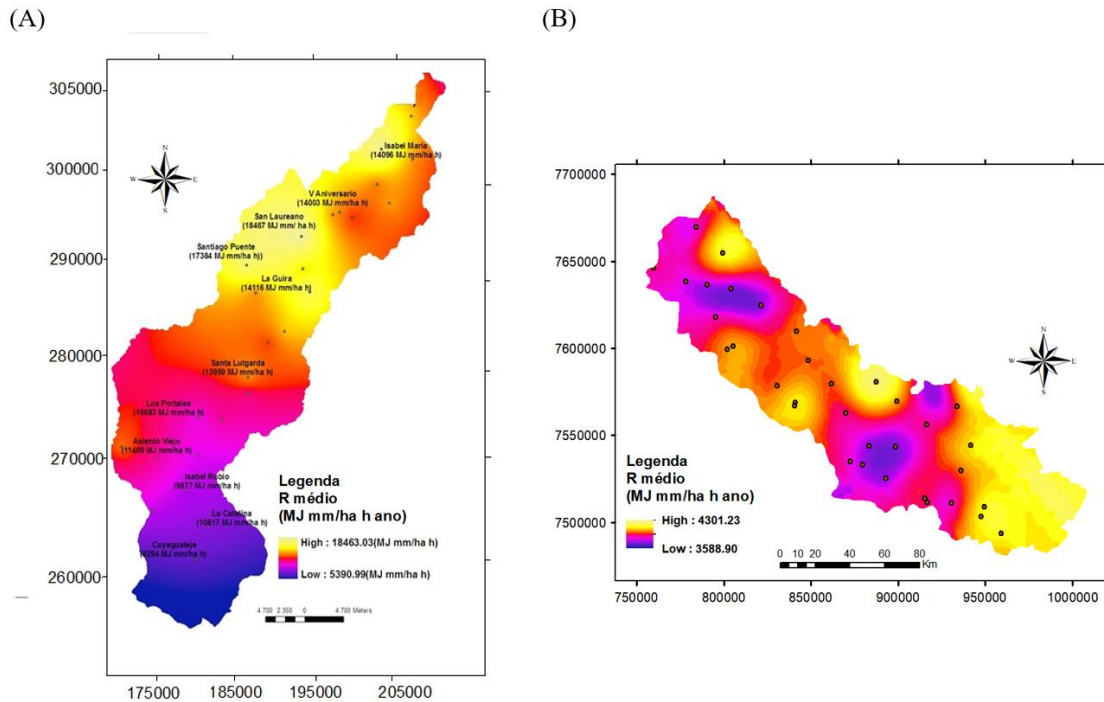 (A)
(B)
305000
300000
290000
280000
270000
260000
175000
185000
195000
205000
N
W
E
S
Isabel Maria
(14096 MJ mm/ha h)
V Aniversario
(14003 MJ mm/ha h)
San Laureano
(18467 MJ mm/ ha h)
Santiago Puente
(17384 MJ mm/ha h))
La Guira
(14116 MJ mm/ha h)
Santa Lutgarda
(13959 MJ mm/ha h)
Los Portales
(10683 MJ mm/ha h)
Asiento Viejo
(11409 MJ mm/ha h)
Isabel Rubio
(9877 MJ mm/ha h)
La Catalina
(10817 MJ mm/ha h)
Cuyaguateje
(9294 MJ mm/ha h)
Legenda
R médio
(MJ mm/ha h ano)
High : 18463.03(MJ mm/ha h)
Low : 5390.99(MJ mm/ha h)
4 700 2 350 0 4 700 Meters
7700000
7650000
7600000
7550000
7500000
750000
800000
850000
900000
950000
1000000
N
W
E
S
Legenda
R médio
(MJ mm/ha h ano)
High : 4301.23
Low : 3588.90
0 10 20 40 60 80
Km